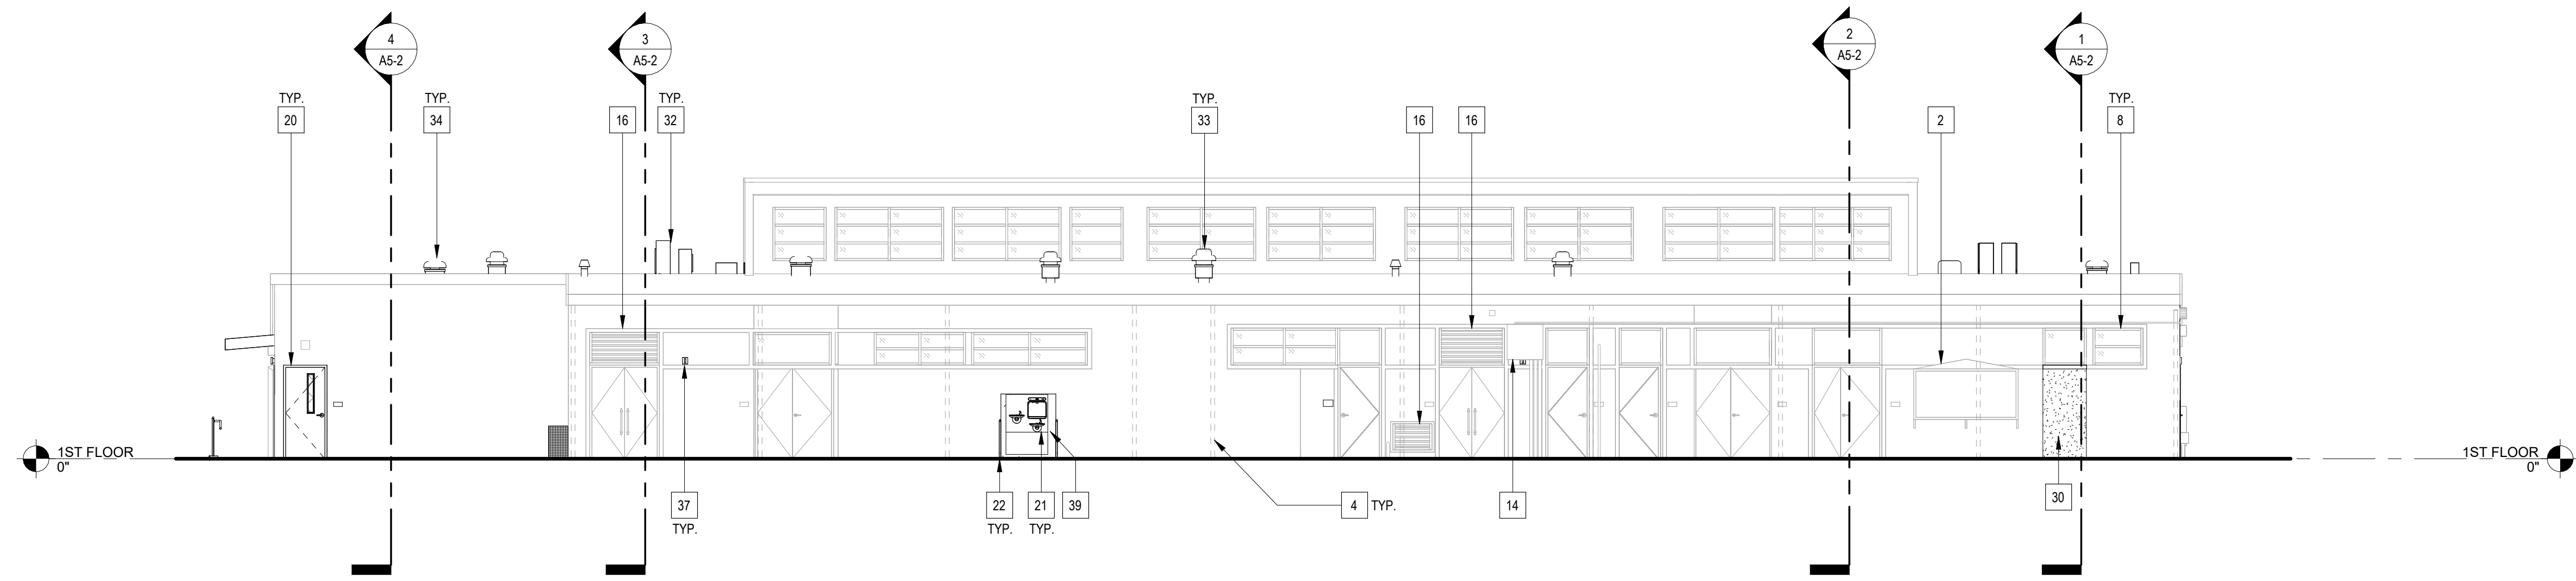 4
A5-2
3
A5-2
2
A5-2
1
A5-2
TYP.
20
TYP.
34
16
TYP.
32
TYP.
33
16
16
2
TYP.
8
1ST FLOOR
0"
1ST FLOOR
0"
37
TYP.
22
TYP.
21
TYP.
39
4 TYP.
14
30